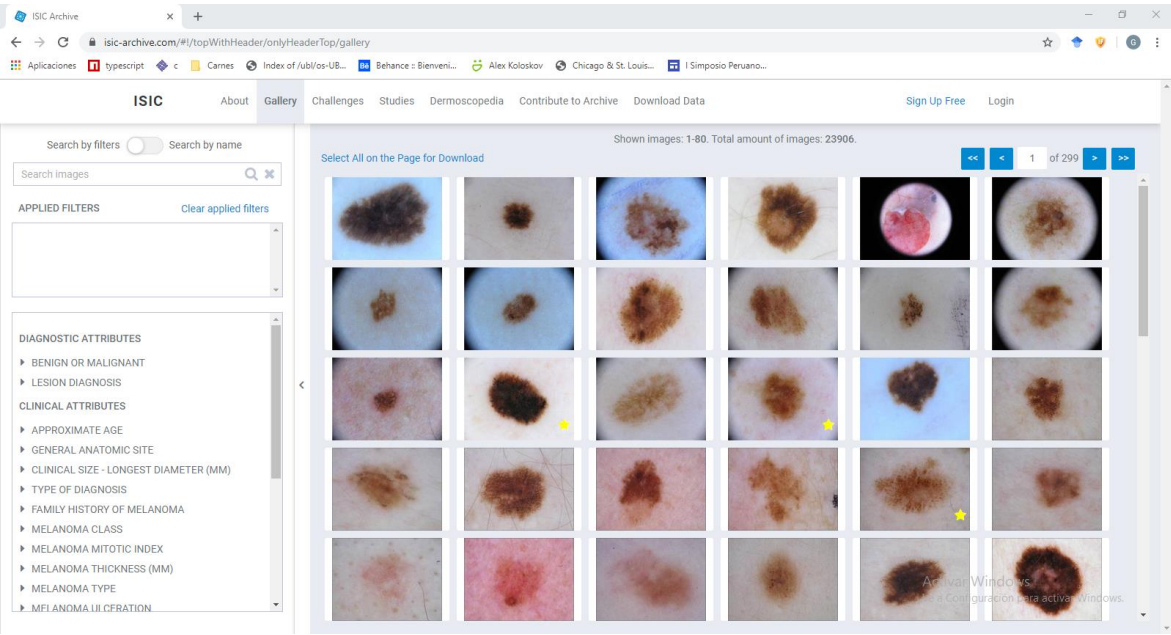 ISIC Archive
isic-archive.com/#!/topWithHeader/onlyHeaderTop/gallery
G
Aplicaciones typescript c Carnes Index of /ubl/os-UB... Bē Behance :: Bienveni... Alex Koloskov Chicago & St. Louis... I Simposio Peruano...
ISIC About Gallery Challenges Studies Dermoscopedia Contribute to Archive Download Data Sign Up Free Login
Search by filters Search by name
Shown images: 1-80. Total amount of images: 23906.
Select All on the Page for Download
<< < 1 of 299 > >>
Search images
APPLIED FILTERS Clear applied filters
DIAGNOSTIC ATTRIBUTES
BENIGN OR MALIGNANT
LESION DIAGNOSIS
CLINICAL ATTRIBUTES
APPROXIMATE AGE
GENERAL ANATOMIC SITE
CLINICAL SIZE - LONGEST DIAMETER (MM)
TYPE OF DIAGNOSIS
FAMILY HISTORY OF MELANOMA
MELANOMA CLASS
MELANOMA MITOTIC INDEX
MELANOMA THICKNESS (MM)
MELANOMA TYPE
MELANOMA ULCERATION
Activar Windows
a Configuración para activar Windows.